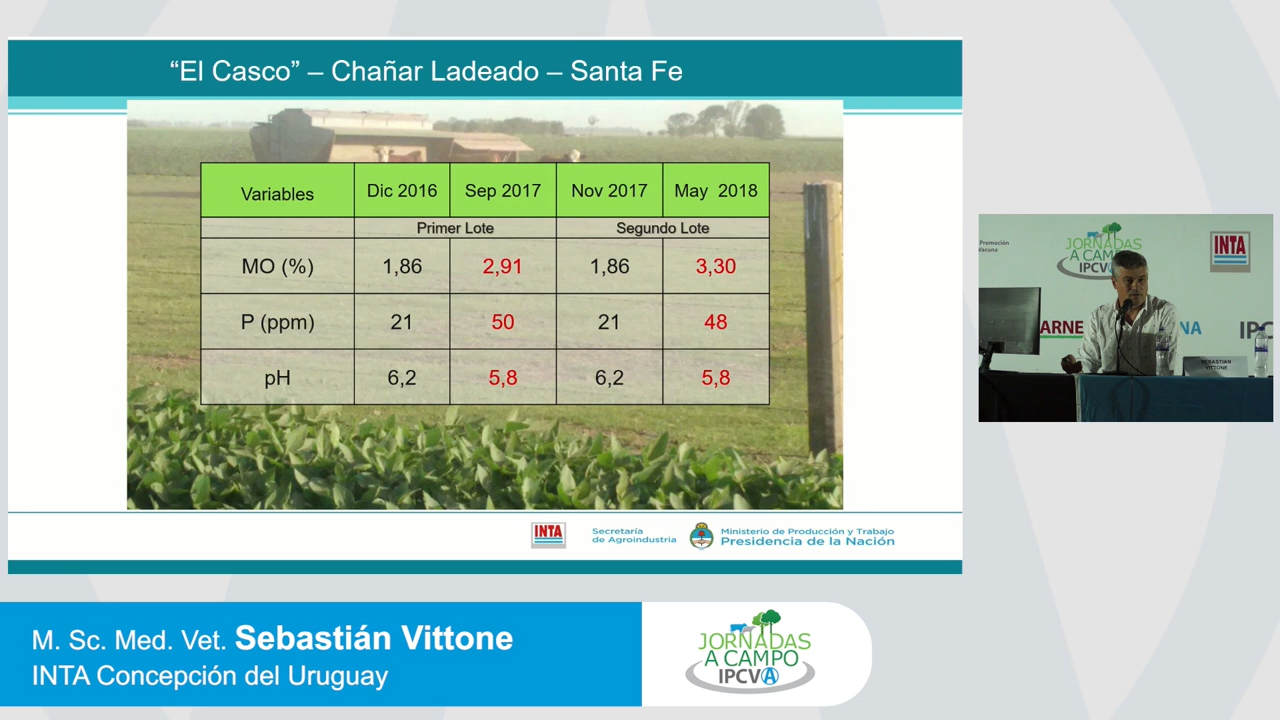 “El Casco” – Chañar Ladeado – Santa Fe
Variables Dic 2016 Sep 2017 Nov 2017 May 2018
Primer Lote Segundo Lote
MO (%) 1,86 2,91 1,86 3,30
P (ppm) 21 50 21 48
pH 6,2 5,8 6,2 5,8
INTA
Secretaría
de Agroindustria
Ministerio de Producción y Trabajo
Presidencia de la Nación
Promoción
Vacuna
JORNADAS
A CAMPO
IPCVA
INTA
ARNE
NA
IPC
SEBASTIAN
VITTONE
M. Sc. Med. Vet. Sebastián Vittone
INTA Concepción del Uruguay
JORNADAS
A CAMPO
IPCVA